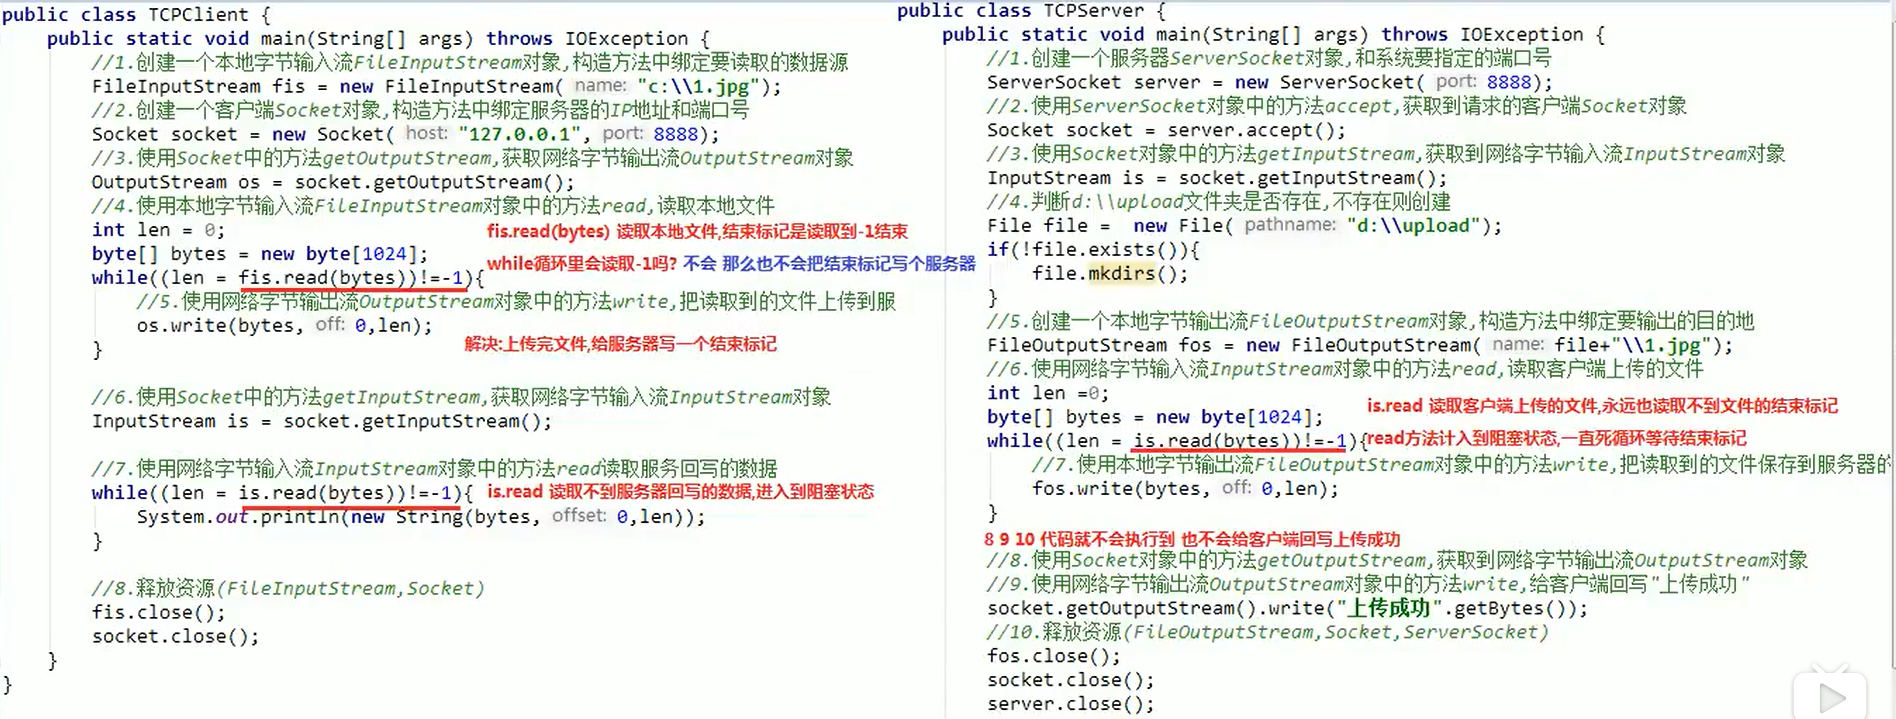 public class TCPClient {
public static void main(String[] args) throws IOException {
//1.创建一个本地字节输入流FileInputStream对象,构造方法中绑定要读取的数据源
FileInputStream fis = new FileInputStream( name: "c:\\1.jpg");
//2.创建一个客户端Socket对象,构造方法中绑定服务器的IP地址和端口号
Socket socket = new Socket( host: "127.0.0.1", port: 8888);
//3.使用Socket中的方法getOutputStream,获取网络字节输出流OutputStream对象
OutputStream os = socket.getOutputStream();
//4.使用本地字节输入流FileInputStream对象中的方法read,读取本地文件
int len = 0;
fis.read(bytes) 读取本地文件,结束标记是读取到-1结束
byte[] bytes = new byte[1024];
while循环里会读取-1吗? 不会 那么也不会把结束标记写个服务器
while((len = fis.read(bytes))!=-1){
//5.使用网络字节输出流OutputStream对象中的方法write,把读取到的文件上传到服
os.write(bytes, off: 0,len);
解决:上传完文件,给服务器写一个结束标记
}
//6.使用Socket中的方法getInputStream,获取网络字节输入流InputStream对象
InputStream is = socket.getInputStream();
//7.使用网络字节输入流InputStream对象中的方法read读取服务回写的数据
while((len = is.read(bytes))!=-1){ is.read 读取不到服务器回写的数据,进入到阻塞状态
System.out.println(new String(bytes, offset: 0,len));
}
//8.释放资源(FileInputStream,Socket)
fis.close();
socket.close();
}
}
public class TCPServer {
public static void main(String[] args) throws IOException {
//1.创建一个服务器ServerSocket对象,和系统要指定的端口号
ServerSocket server = new ServerSocket( port: 8888);
//2.使用ServerSocket对象中的方法accept,获取到请求的客户端Socket对象
Socket socket = server.accept();
//3.使用Socket对象中的方法getInputStream,获取到网络字节输入流InputStream对象
InputStream is = socket.getInputStream();
//4.判断d:\\upload文件夹是否存在,不存在则创建
File file =  new File( pathname: "d:\\upload");
if(!file.exists()){
file.mkdirs();
}
//5.创建一个本地字节输出流FileOutputStream对象,构造方法中绑定要输出的目的地
FileOutputStream fos = new FileOutputStream( name: file+"\\1.jpg");
//6.使用网络字节输入流InputStream对象中的方法read,读取客户端上传的文件
int len =0;
is.read 读取客户端上传的文件,永远也读取不到文件的结束标记
byte[] bytes = new byte[1024];
while((len = is.read(bytes))!=-1){read方法计入到阻塞状态,一直死循环等待结束标记
//7.使用本地字节输出流FileOutputStream对象中的方法write,把读取到的文件保存到服务器的
fos.write(bytes, off: 0,len);
}
8 9 10 代码就不会执行到 也不会给客户端回写上传成功
//8.使用Socket对象中的方法getOutputStream,获取到网络字节输出流OutputStream对象
//9.使用网络字节输出流OutputStream对象中的方法write,给客户端回写"上传成功"
socket.getOutputStream().write("上传成功".getBytes());
//10.释放资源(FileOutputStream,Socket,ServerSocket)
fos.close();
socket.close();
server.close();